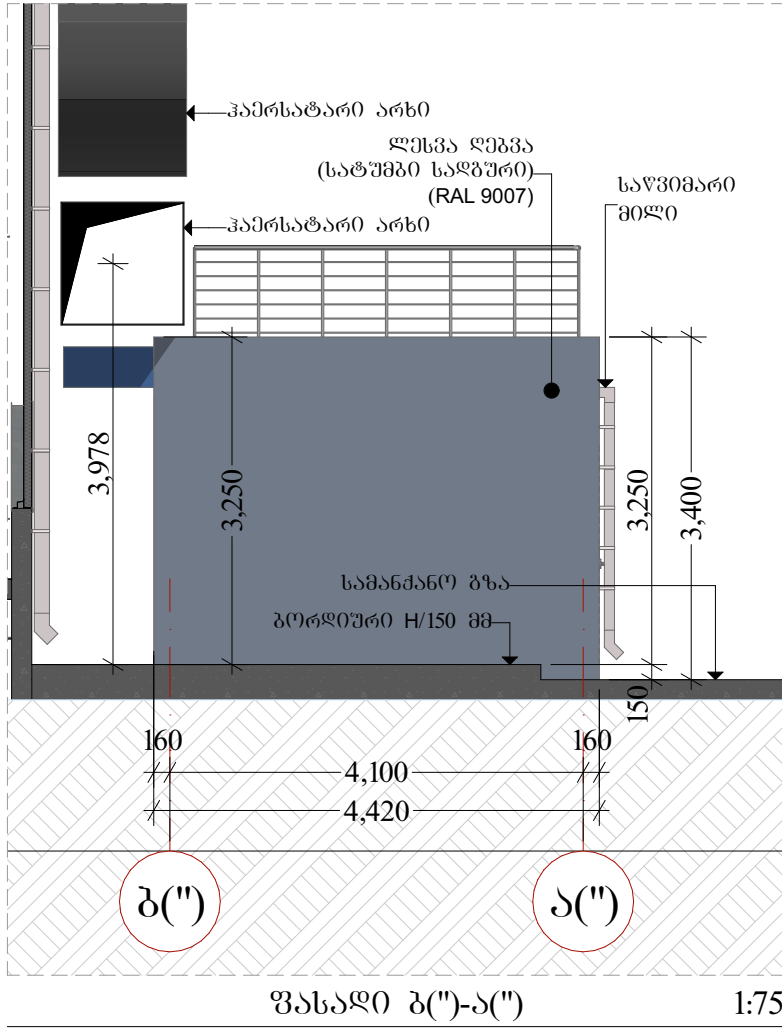 ჰაერსატარი არხი
ლესვა ღებვა
(სატუმბი სადგური)
(RAL 9007)
საწვიმარი
მილი
ჰაერსატარი არხი
3,978
3,250
3,250
3,400
სამანქანო გზა
ბორდიური H/150 მმ
150
160
160
4,100
4,420
ბ(")
ა(")
ფასადი ბ(")-ა(")
1:75